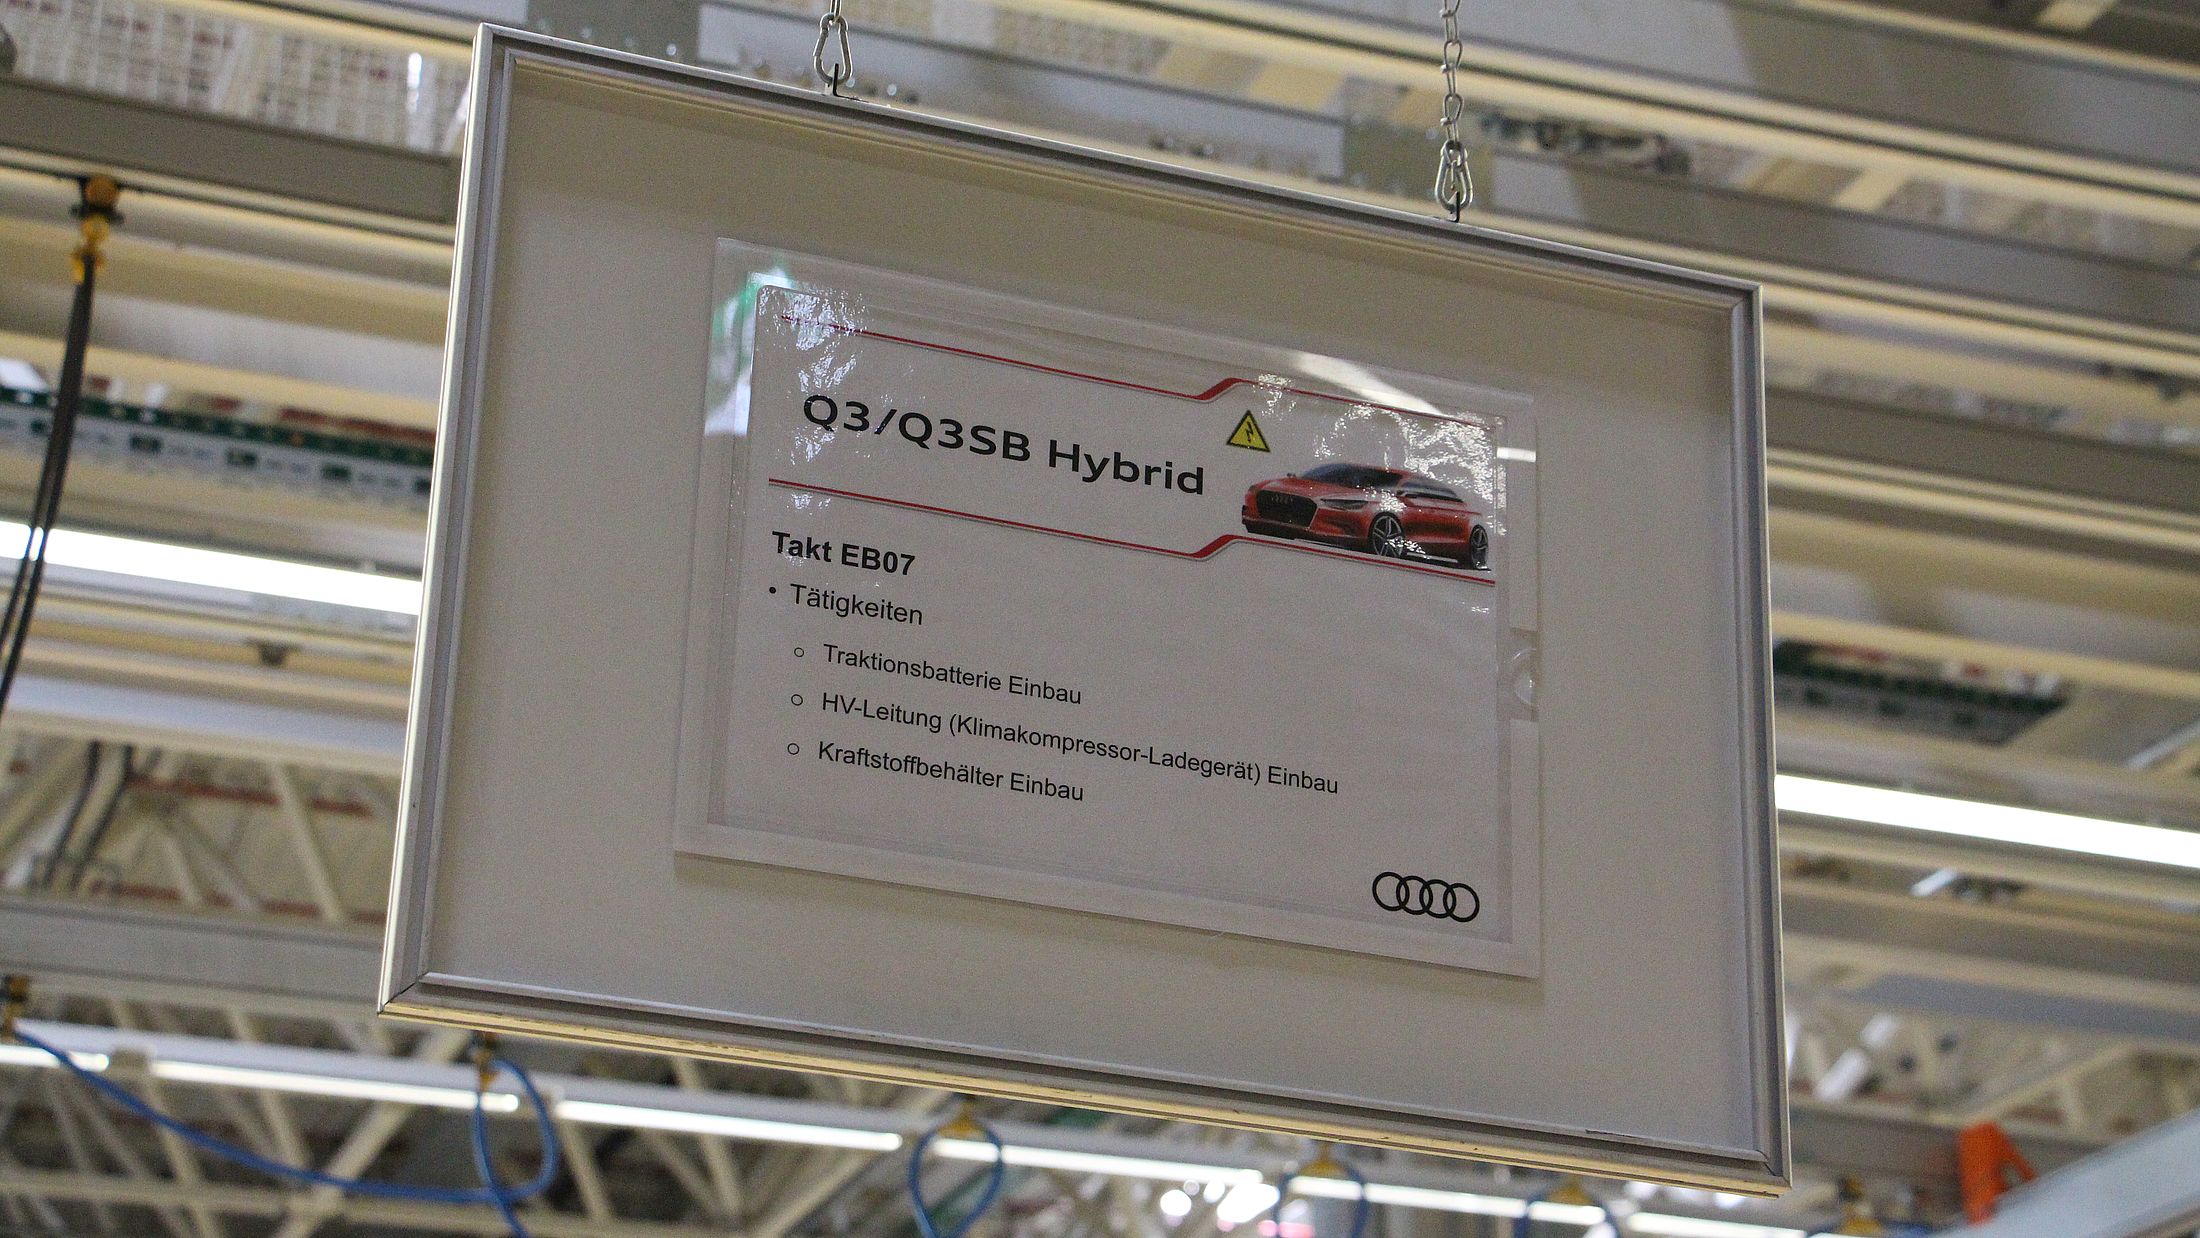 Q3/Q3SB Hybrid
Takt EB07
• Tätigkeiten
○ Traktionsbatterie Einbau
○ HV-Leitung (Klimakompressor-Ladegerät) Einbau
○ Kraftstoffbehälter Einbau